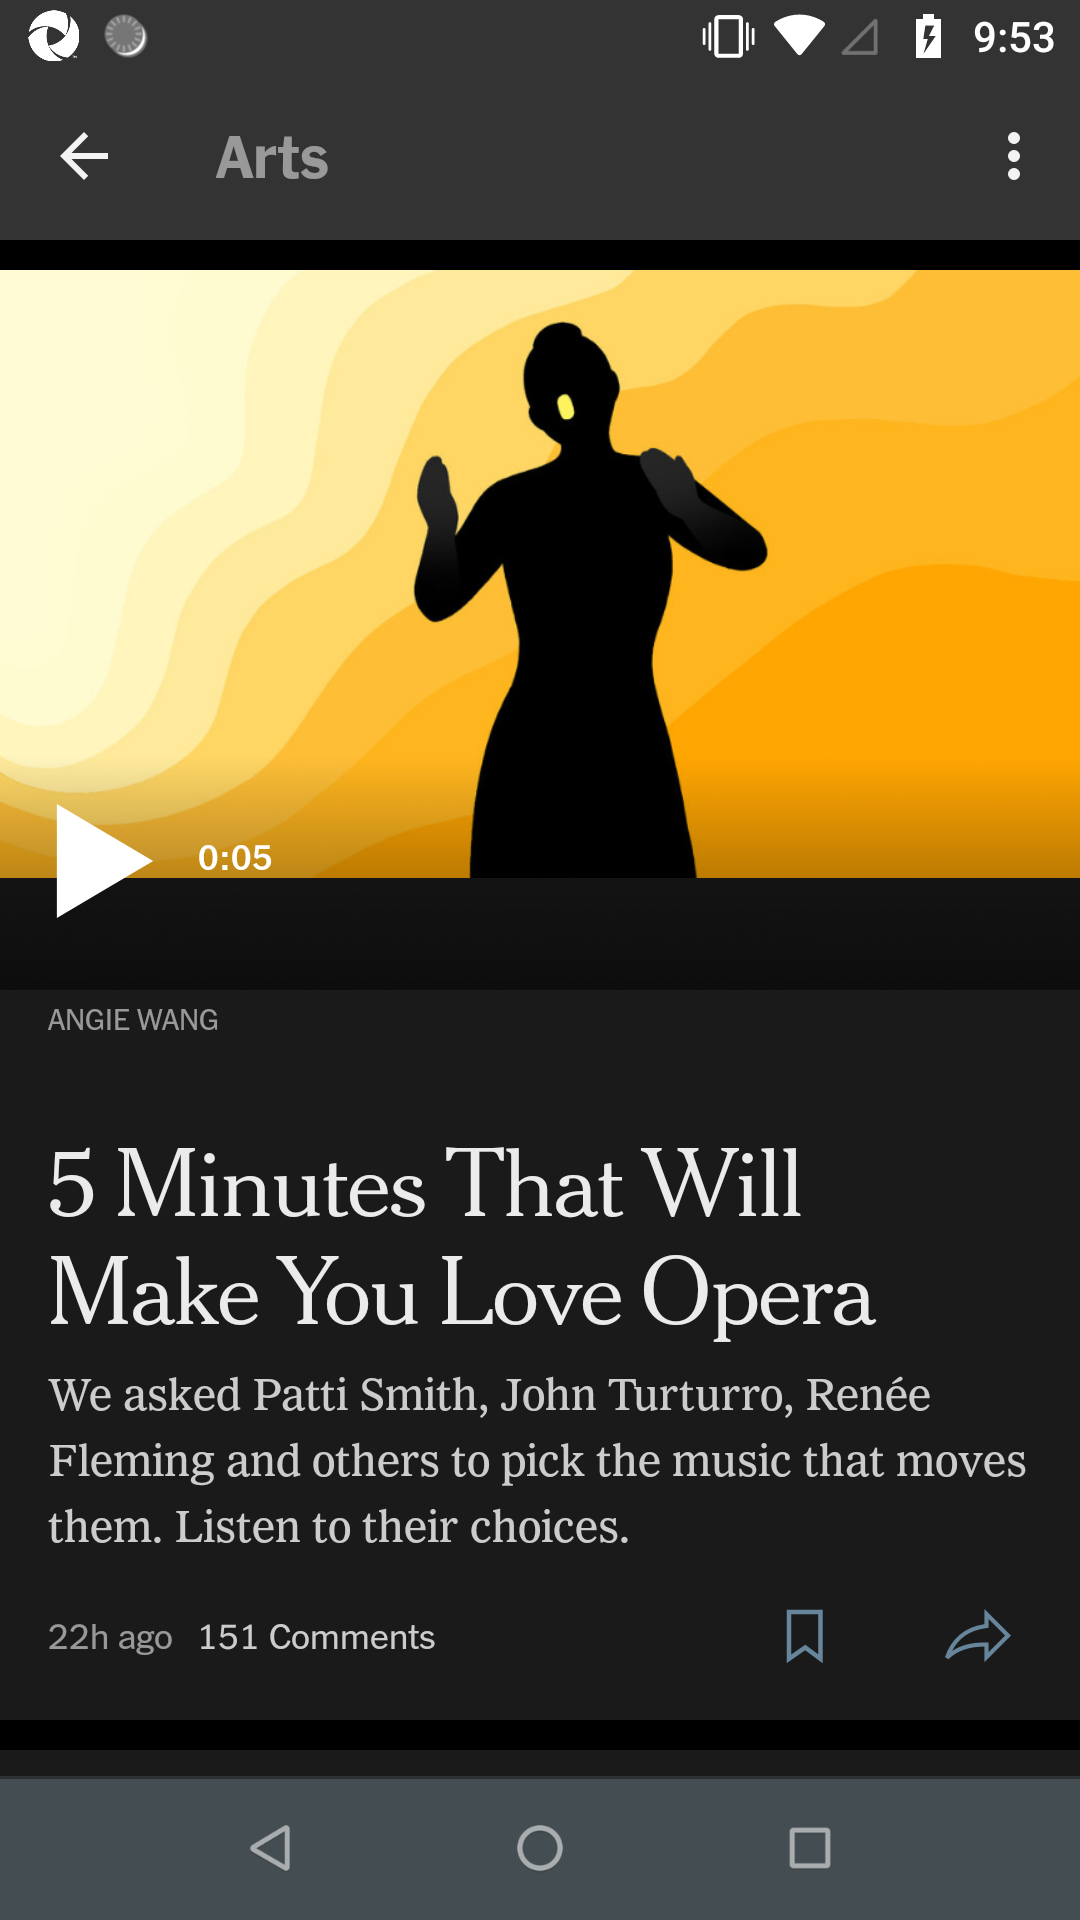 9:53
Arts
0:05
ANGIE WANG
5 Minutes That Will
Make You Love Opera
We asked Patti Smith, John Turturro, Renée
Fleming and others to pick the music that moves
them. Listen to their choices.
22h ago 151 Comments